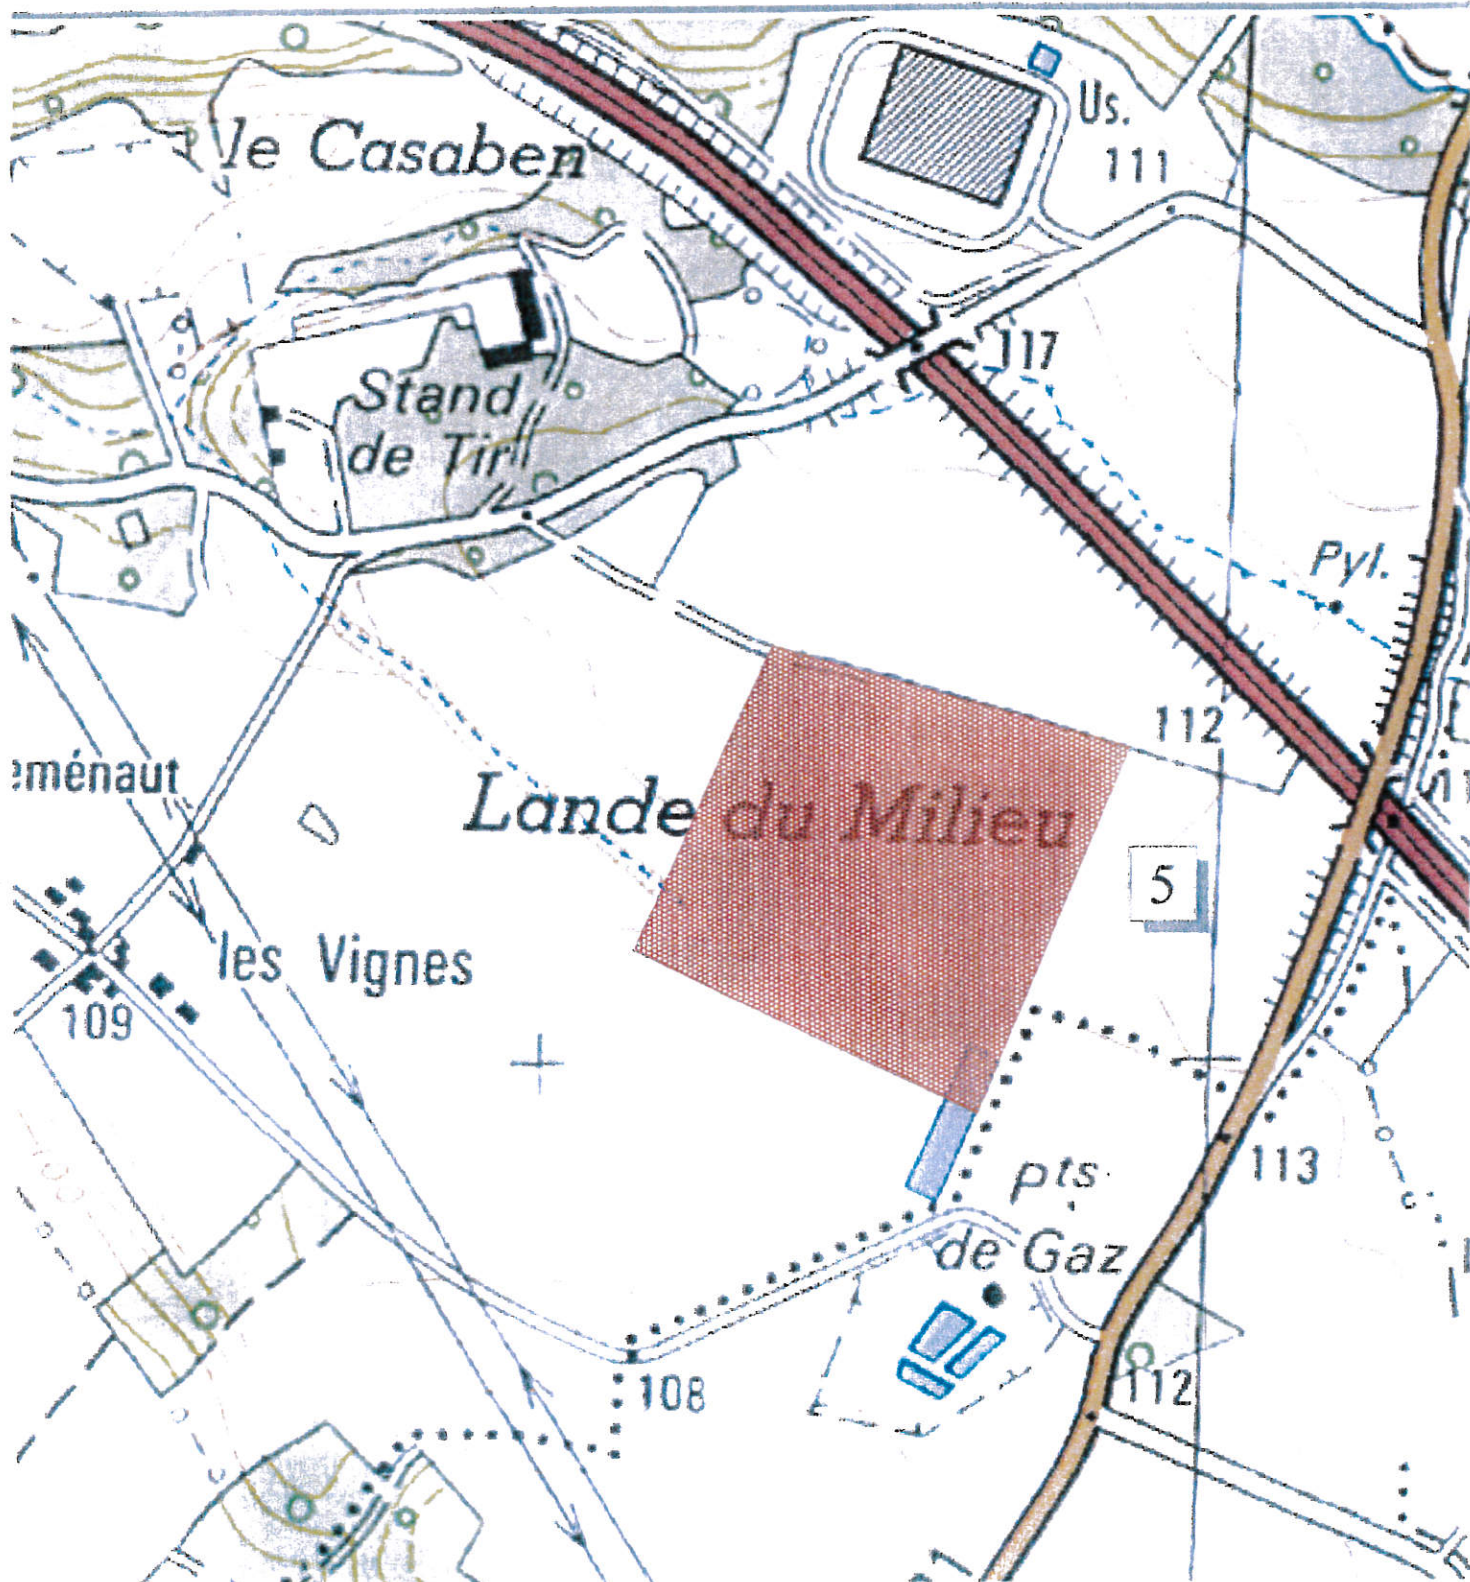 Us.
111
le Casaben
117
Stand
de Tir
Pyl.
112
eménaut
Lande du Milieu
5
les Vignes
109
113
pts
de Gaz
108
112